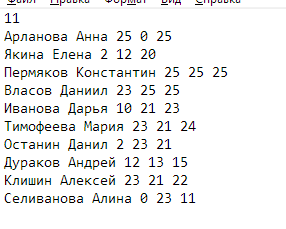 Файл Правка Формат Вид Справка
11
Арланова Анна 25 0 25
Якина Елена 2 12 20
Пермяков Константин 25 25 25
Власов Даниил 23 25 25
Иванова Дарья 10 21 23
Тимофеева Мария 23 21 24
Останин Данил 2 23 21
Дураков Андрей 12 13 15
Клишин Алексей 23 21 22
Селиванова Алина 0 23 11